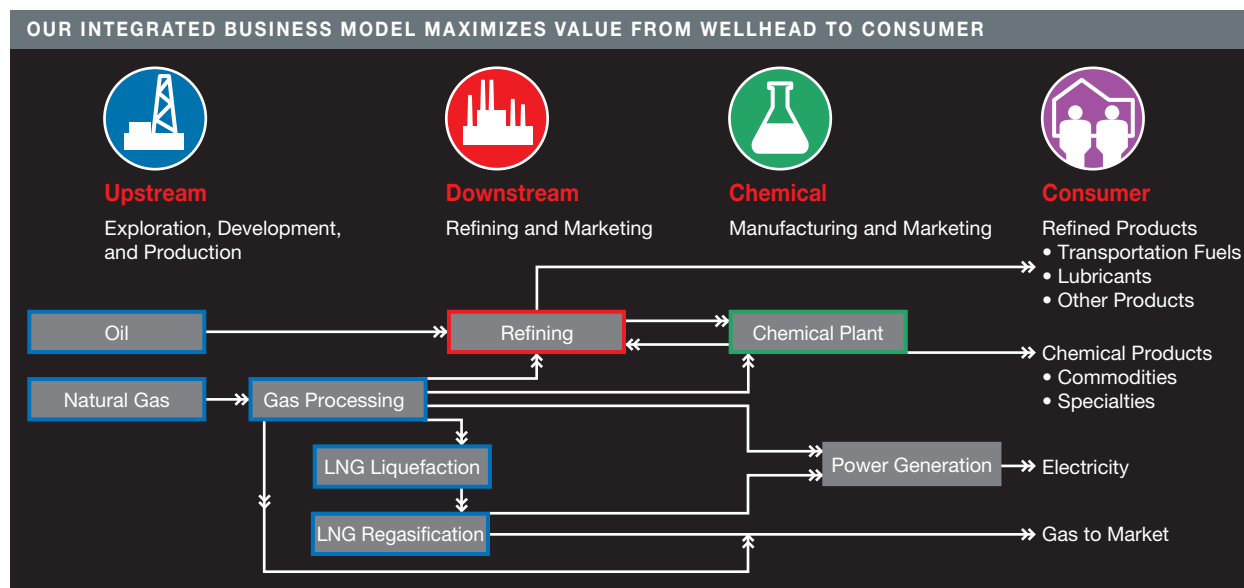 OUR INTEGRATED BUSINESS MODEL MAXIMIZES VALUE FROM WELLHEAD TO CONSUMER
Upstream
Exploration, Development,
and Production
Downstream
Refining and Marketing
Chemical
Manufacturing and Marketing
Consumer
Refined Products
• Transportation Fuels
• Lubricants
• Other Products
Oil
Refining
Chemical Plant
Chemical Products
• Commodities
• Specialties
Natural Gas
Gas Processing
LNG Liquefaction
Power Generation
Electricity
LNG Regasification
Gas to Market